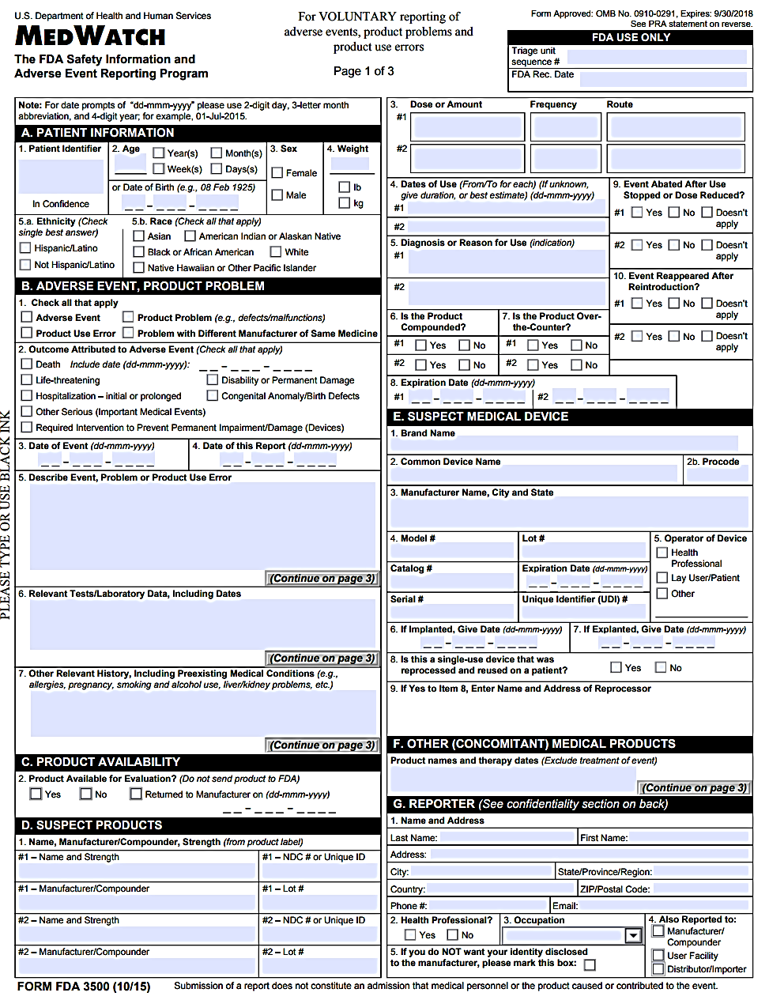 U.S. Department of Health and Human Services
MEDWATCH
The FDA Safety Information and
Adverse Event Reporting Program
For VOLUNTARY reporting of
adverse events, product problems and
product use errors
Page 1 of 3
Form Approved: OMB No. 0910-0291, Expires: 9/30/2018
See PRA statement on reverse.
FDA USE ONLY
Triage unit
sequence #
FDA Rec. Date
PLEASE TYPE OR USE BLACK INK
Note: For date prompts of "dd-mmm-yyyy" please use 2-digit day, 3-letter month
abbreviation, and 4-digit year; for example, 01-Jul-2015.
A. PATIENT INFORMATION
1. Patient Identifier
In Confidence
2. Age
Year(s) Month(s)
Week(s) Days(s)
or Date of Birth (e.g., 08 Feb 1925)
3. Sex
Female
Male
4. Weight
lb
kg
5.a. Ethnicity (Check
single best answer)
Hispanic/Latino
Not Hispanic/Latino
5.b. Race (Check all that apply)
Asian American Indian or Alaskan Native
Black or African American White
Native Hawaiian or Other Pacific Islander
B. ADVERSE EVENT, PRODUCT PROBLEM
1. Check all that apply
Adverse Event Product Problem (e.g., defects/malfunctions)
Product Use Error Problem with Different Manufacturer of Same Medicine
2. Outcome Attributed to Adverse Event (Check all that apply)
Death Include date (dd-mmm-yyyy):
Life-threatening Disability or Permanent Damage
Hospitalization – initial or prolonged Congenital Anomaly/Birth Defects
Other Serious (Important Medical Events)
Required Intervention to Prevent Permanent Impairment/Damage (Devices)
3. Date of Event (dd-mmm-yyyy)
4. Date of this Report (dd-mmm-yyyy)
5. Describe Event, Problem or Product Use Error
(Continue on page 3)
6. Relevant Tests/Laboratory Data, Including Dates
(Continue on page 3)
7. Other Relevant History, Including Preexisting Medical Conditions (e.g.,
allergies, pregnancy, smoking and alcohol use, liver/kidney problems, etc.)
(Continue on page 3)
C. PRODUCT AVAILABILITY
2. Product Available for Evaluation? (Do not send product to FDA)
Yes No Returned to Manufacturer on (dd-mmm-yyyy)
D. SUSPECT PRODUCTS
1. Name, Manufacturer/Compounder, Strength (from product label)
#1 – Name and Strength #1 – NDC # or Unique ID
#1 – Manufacturer/Compounder #1 – Lot #
#2 – Name and Strength #2 – NDC # or Unique ID
#2 – Manufacturer/Compounder #2 – Lot #
3. Dose or Amount Frequency Route
#1
#2
4. Dates of Use (From/To for each) (If unknown,
give duration, or best estimate) (dd-mmm-yyyy)
#1
#2
5. Diagnosis or Reason for Use (indication)
#1
#2
6. Is the Product
Compounded?
#1 Yes No
#2 Yes No
7. Is the Product Over-
the-Counter?
#1 Yes No
#2 Yes No
8. Expiration Date (dd-mmm-yyyy)
#1 #2
9. Event Abated After Use
Stopped or Dose Reduced?
#1 Yes No Doesn't
apply
#2 Yes No Doesn't
apply
10. Event Reappeared After
Reintroduction?
#1 Yes No Doesn't
apply
#2 Yes No Doesn't
apply
E. SUSPECT MEDICAL DEVICE
1. Brand Name
2. Common Device Name 2b. Procode
3. Manufacturer Name, City and State
4. Model # Lot #
Catalog # Expiration Date (dd-mmm-yyyy)
Serial # Unique Identifier (UDI) #
5. Operator of Device
Health
Professional
Lay User/Patient
Other
6. If Implanted, Give Date (dd-mmm-yyyy) 7. If Explanted, Give Date (dd-mmm-yyyy)
8. Is this a single-use device that was
reprocessed and reused on a patient? Yes No
9. If Yes to Item 8, Enter Name and Address of Reprocessor
F. OTHER (CONCOMITANT) MEDICAL PRODUCTS
Product names and therapy dates (Exclude treatment of event)
(Continue on page 3)
G. REPORTER (See confidentiality section on back)
1. Name and Address
Last Name: First Name:
Address:
City: State/Province/Region:
Country: ZIP/Postal Code:
Phone #: Email:
2. Health Professional?
Yes No
3. Occupation
4. Also Reported to:
Manufacturer/
Compounder
User Facility
Distributor/Importer
5. If you do NOT want your identity disclosed
to the manufacturer, please mark this box:
FORM FDA 3500 (10/15) Submission of a report does not constitute an admission that medical personnel or the product caused or contributed to the event.